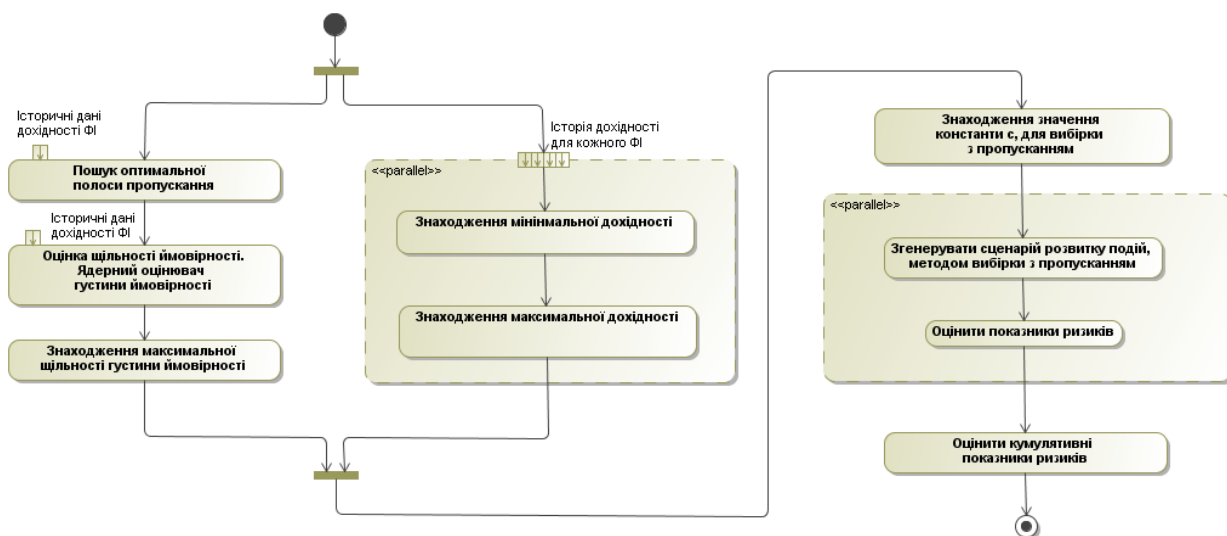 Історичні дані
дохідності ФІ
Пошук оптимальної
полоси пропускання
Історичні дані
дохідності ФІ
Оцінка щільності ймовірності.
Ядерний оцінювач
густини ймовірності
Знаходження максимальної
щільності густини ймовірності
Історія дохідності
для кожного ФІ
<<parallel>>
Знаходження мінінмальної дохідності
Знаходження максимальної дохідності
Знаходження значення
константи c, для вибірки
з пропусканням
<<parallel>>
Згенерувати сценарій розвитку подій,
методом вибірки з пропусканням
Оцінити показники ризиків
Оцінити кумулятивні
показники ризиків